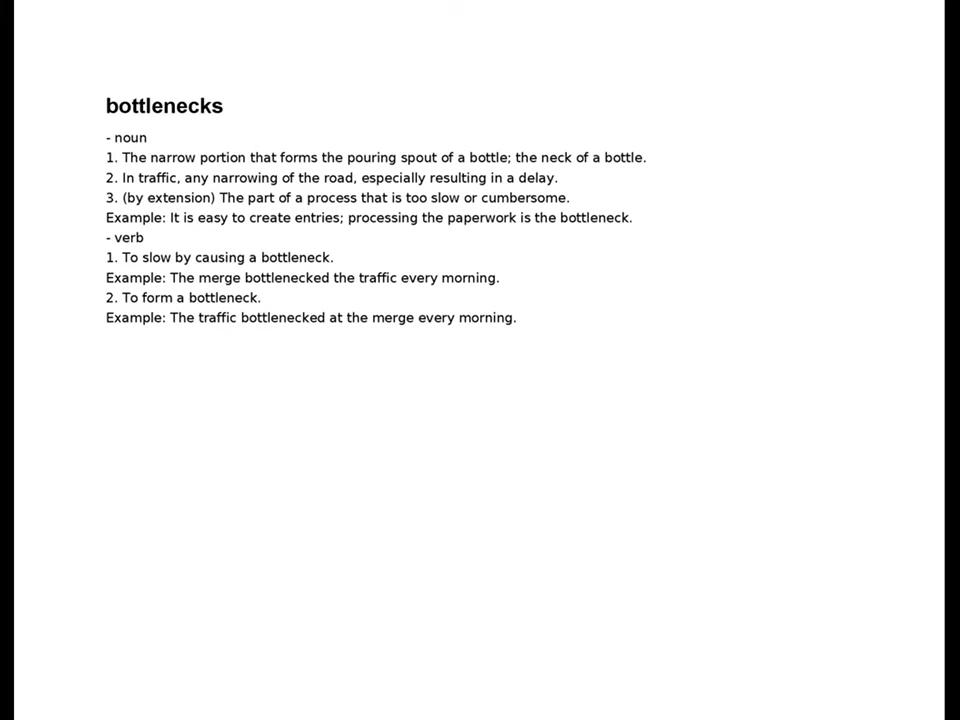 bottlenecks
- noun
1. The narrow portion that forms the pouring spout of a bottle; the neck of a bottle.
2. In traffic, any narrowing of the road, especially resulting in a delay.
3. (by extension) The part of a process that is too slow or cumbersome.
Example: It is easy to create entries; processing the paperwork is the bottleneck.
- verb
1. To slow by causing a bottleneck.
Example: The merge bottlenecked the traffic every morning.
2. To form a bottleneck.
Example: The traffic bottlenecked at the merge every morning.